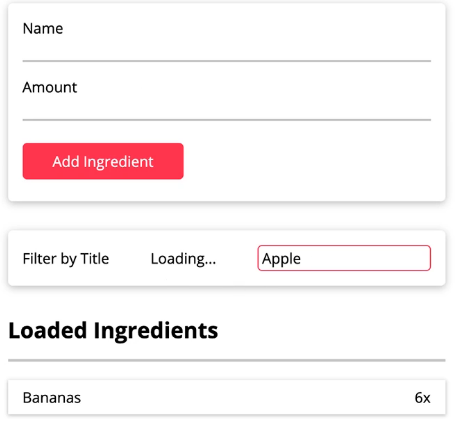 Name
Amount
Add Ingredient
Filter by Title Loading... Apple
Loaded Ingredients
Bananas 6x